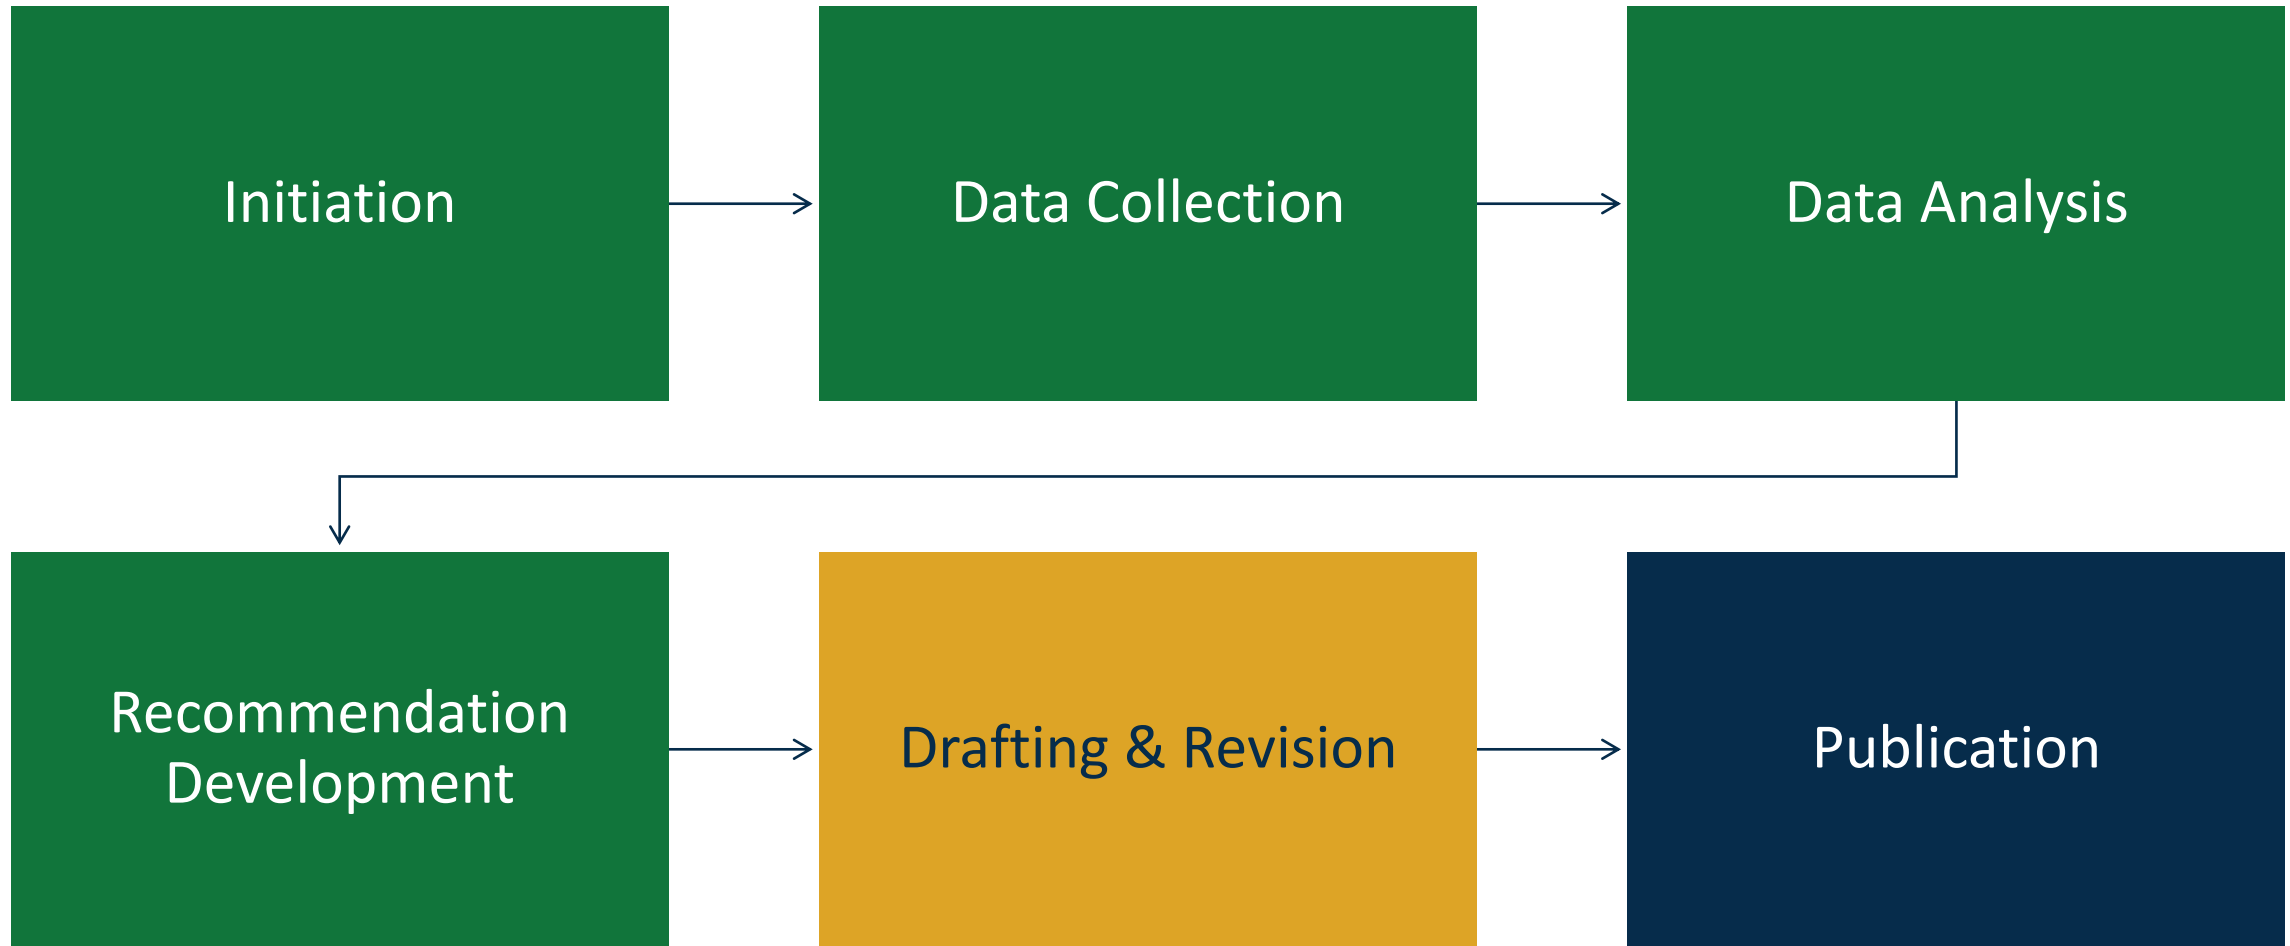 Initiation
Data Collection
Data Analysis
Recommendation
Development
Drafting & Revision
Publication